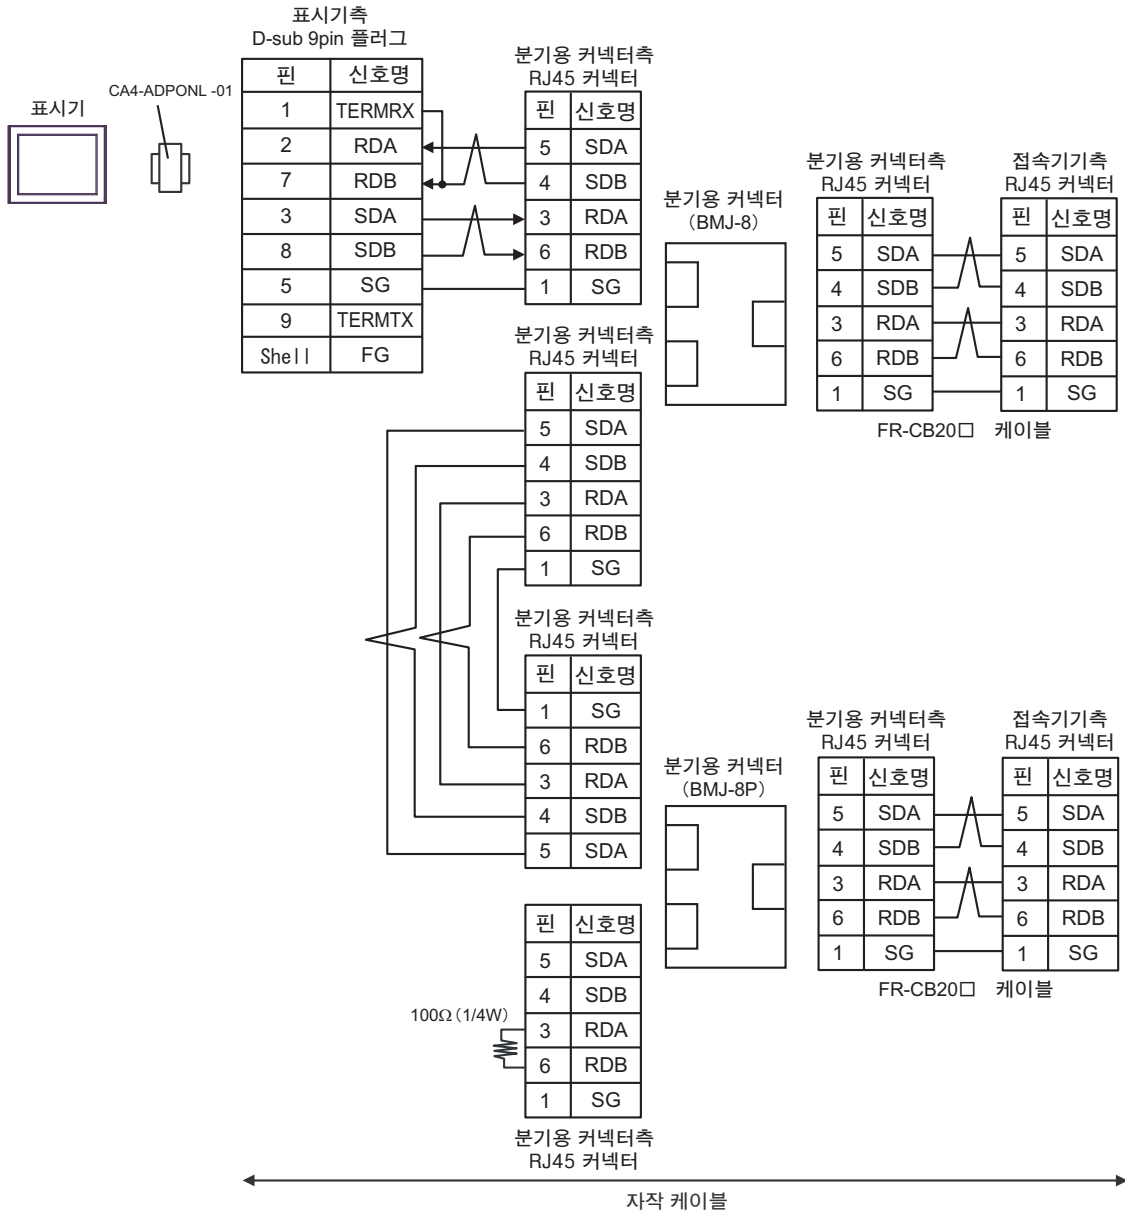 표시기
CA4-ADPONL -01
표시기측
D-sub 9pin 플러그
핀 신호명
1 TERMRX
2 RDA
7 RDB
3 SDA
8 SDB
5 SG
9 TERMTX
Shell FG
분기용 커넥터측
RJ45 커넥터
핀 신호명
5 SDA
4 SDB
3 RDA
6 RDB
1 SG
분기용 커넥터
(BMJ-8)
분기용 커넥터측
RJ45 커넥터
핀 신호명
5 SDA
4 SDB
3 RDA
6 RDB
1 SG
접속기기측
RJ45 커넥터
핀 신호명
5 SDA
4 SDB
3 RDA
6 RDB
1 SG
FR-CB20□ 케이블
분기용 커넥터측
RJ45 커넥터
핀 신호명
5 SDA
4 SDB
3 RDA
6 RDB
1 SG
분기용 커넥터측
RJ45 커넥터
핀 신호명
1 SG
6 RDB
3 RDA
4 SDB
5 SDA
분기용 커넥터
(BMJ-8P)
분기용 커넥터측
RJ45 커넥터
핀 신호명
5 SDA
4 SDB
3 RDA
6 RDB
1 SG
접속기기측
RJ45 커넥터
핀 신호명
5 SDA
4 SDB
3 RDA
6 RDB
1 SG
FR-CB20□ 케이블
100Ω(1/4W)
핀 신호명
5 SDA
4 SDB
3 RDA
6 RDB
1 SG
분기용 커넥터측
RJ45 커넥터
자작 케이블